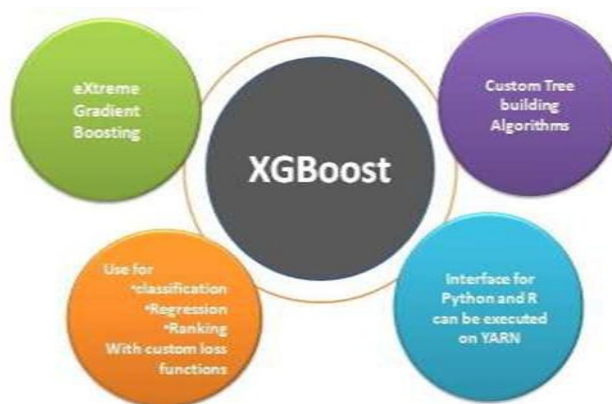 eXtreme
Gradient
Boosting
Custom Tree
building
Algorithms
XGBoost
Use for
•classification
•Regression
•Ranking
With custom loss
functions
Interface for
Python and R
can be executed
on YARN